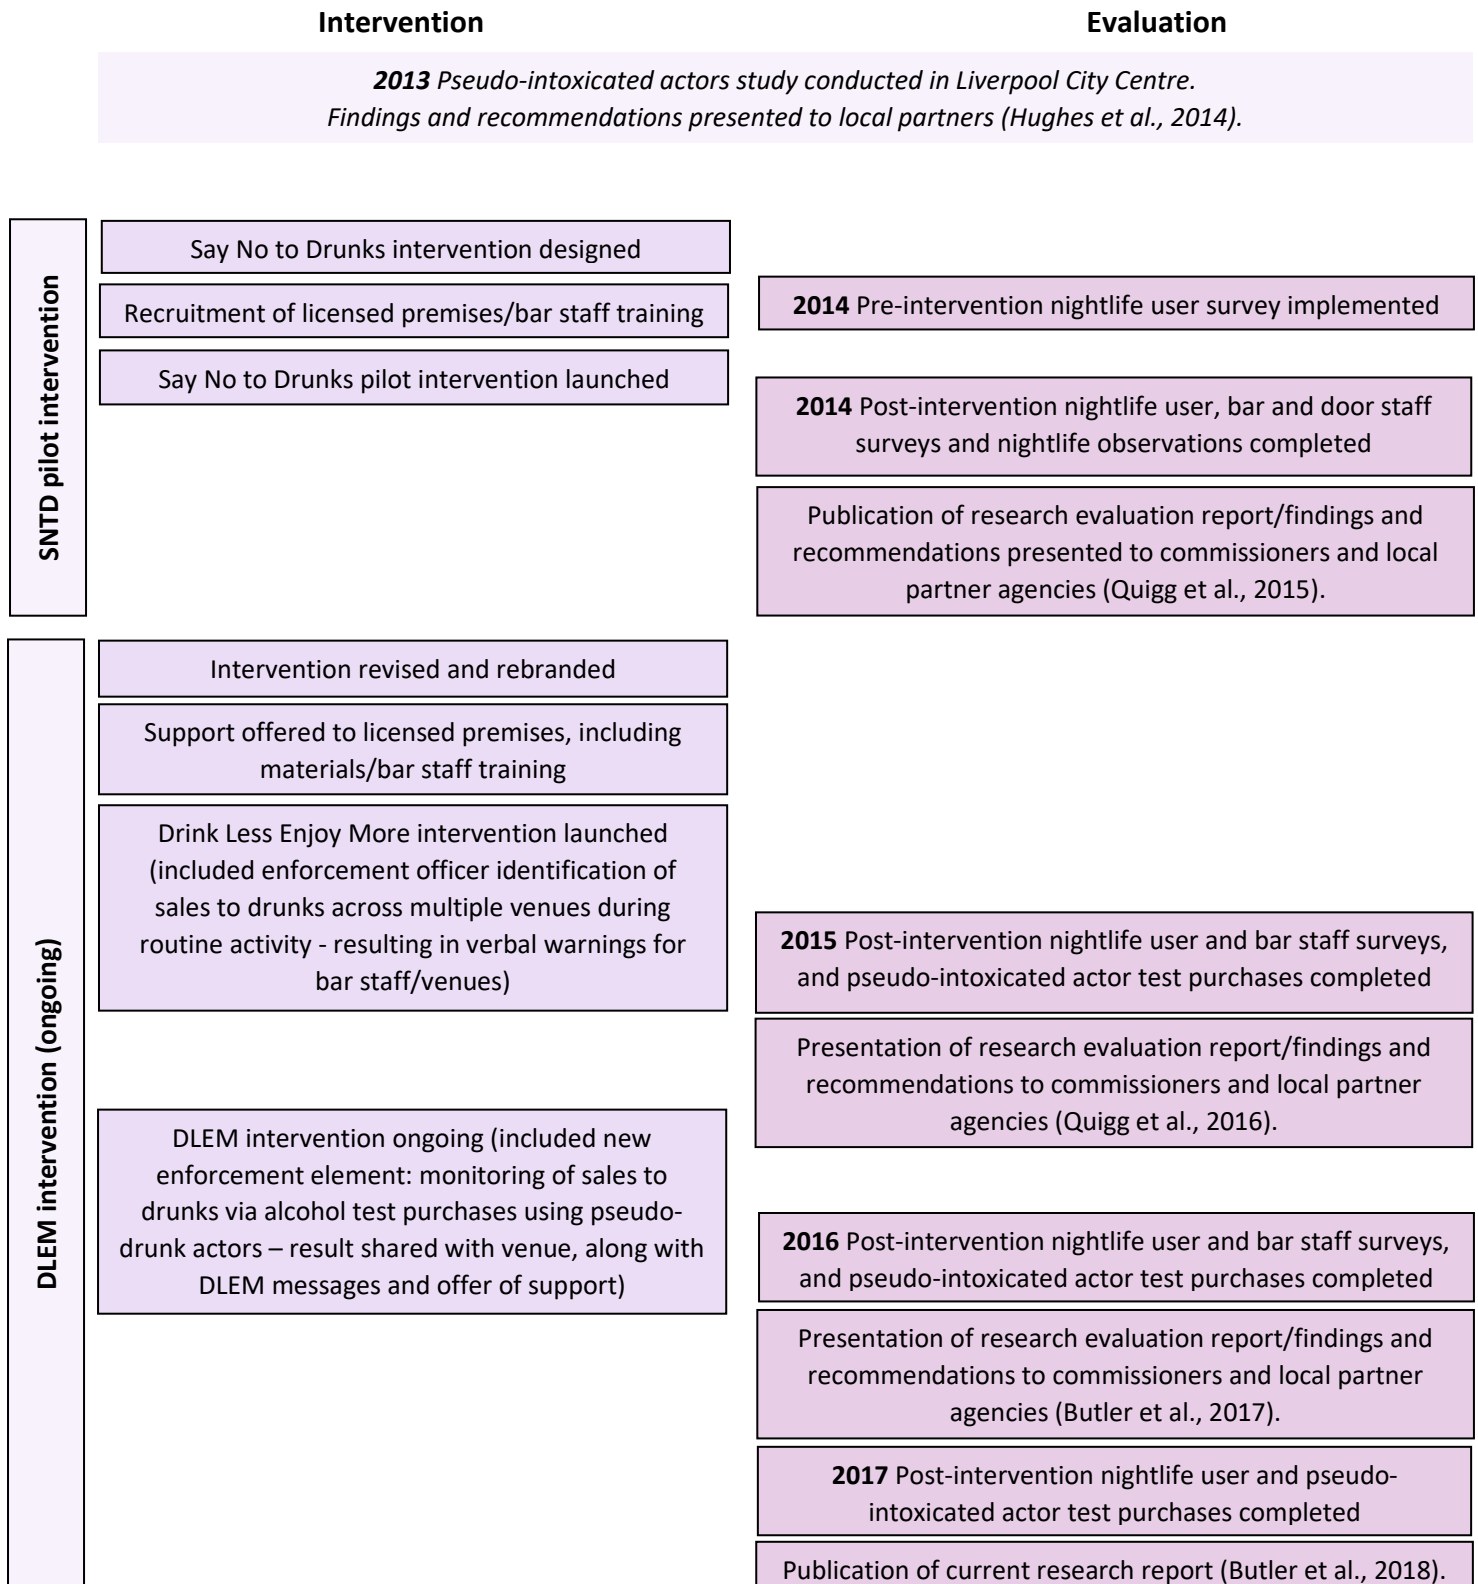 Intervention
Evaluation
2013 Pseudo-intoxicated actors study conducted in Liverpool City Centre.
Findings and recommendations presented to local partners (Hughes et al., 2014).
SNTD pilot intervention
Say No to Drunks intervention designed
Recruitment of licensed premises/bar staff training
Say No to Drunks pilot intervention launched
2014 Pre-intervention nightlife user survey implemented
2014 Post-intervention nightlife user, bar and door staff
surveys and nightlife observations completed
Publication of research evaluation report/findings and
recommendations presented to commissioners and local
partner agencies (Quigg et al., 2015).
DLEM intervention (ongoing)
Intervention revised and rebranded
Support offered to licensed premises, including
materials/bar staff training
Drink Less Enjoy More intervention launched
(included enforcement officer identification of
sales to drunks across multiple venues during
routine activity - resulting in verbal warnings for
bar staff/venues)
DLEM intervention ongoing (included new
enforcement element: monitoring of sales to
drunks via alcohol test purchases using pseudo-
drunk actors – result shared with venue, along with
DLEM messages and offer of support)
2015 Post-intervention nightlife user and bar staff surveys,
and pseudo-intoxicated actor test purchases completed
Presentation of research evaluation report/findings and
recommendations to commissioners and local partner
agencies (Quigg et al., 2016).
2016 Post-intervention nightlife user and bar staff surveys,
and pseudo-intoxicated actor test purchases completed
Presentation of research evaluation report/findings and
recommendations to commissioners and local partner
agencies (Butler et al., 2017).
2017 Post-intervention nightlife user and pseudo-
intoxicated actor test purchases completed
Publication of current research report (Butler et al., 2018).